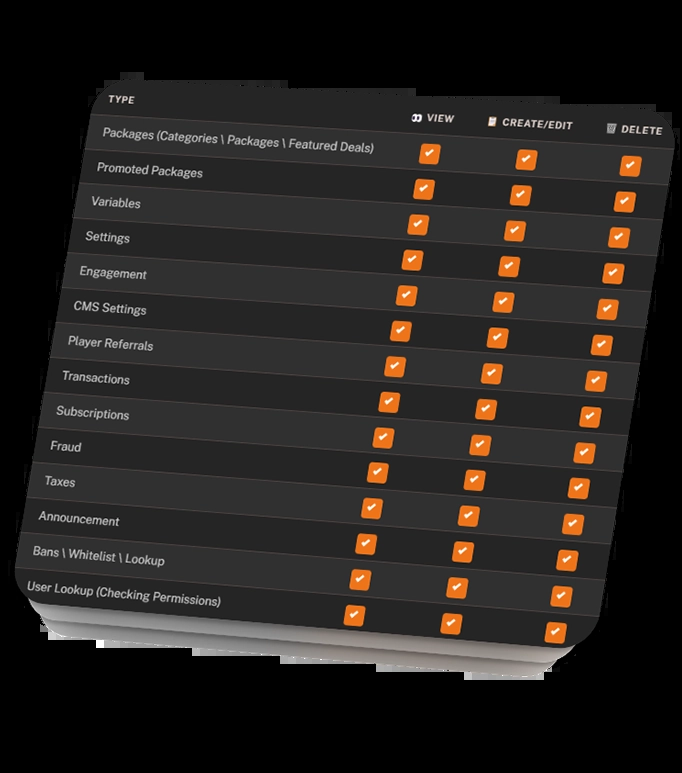 TYPE VIEW CREATE/EDIT DELETE
Packages (Categories \ Packages \ Featured Deals)
Promoted Packages
Variables
Settings
Engagement
CMS Settings
Player Referrals
Transactions
Subscriptions
Fraud
Taxes
Announcement
Bans \ Whitelist \ Lookup
User Lookup (Checking Permissions)